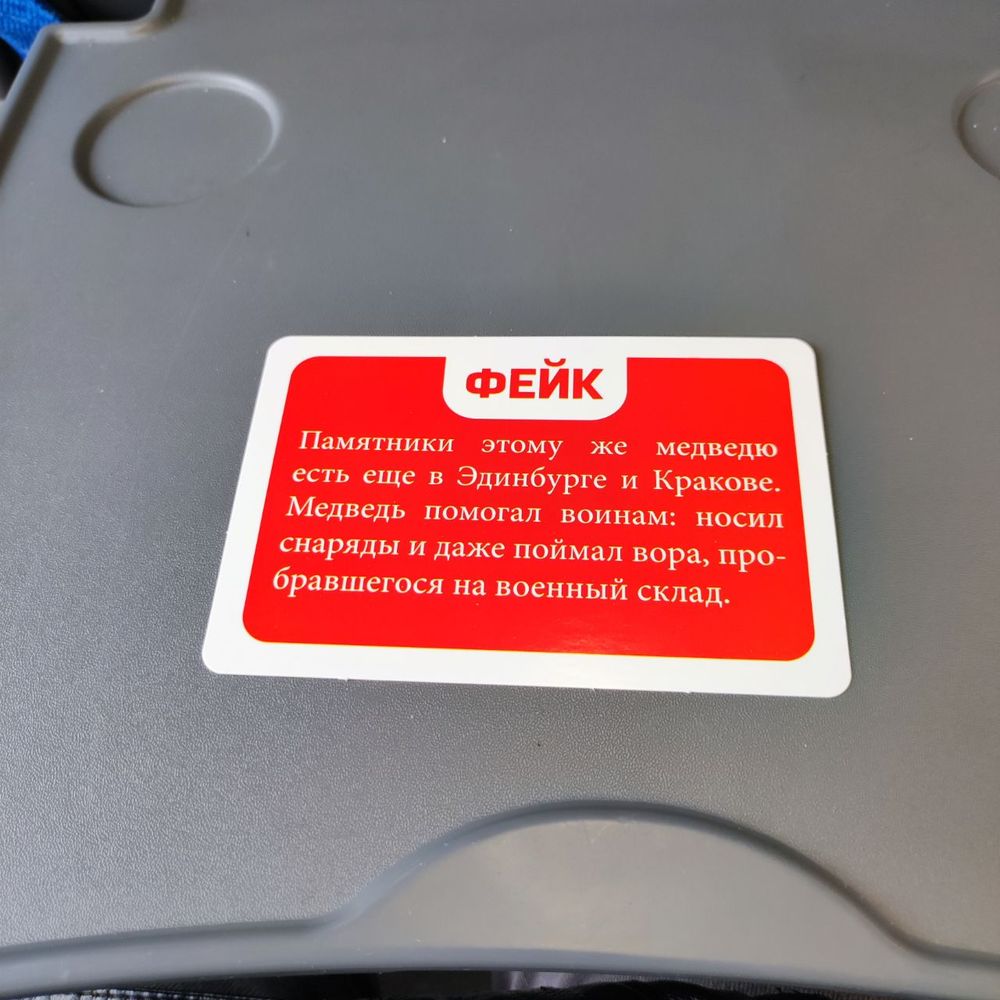 ФЕЙК
Памятники этому же медведю
есть еще в Эдинбурге и Кракове.
Медведь помогал воинам: носил
снаряды и даже поймал вора, про-
бравшегося на военный склад.